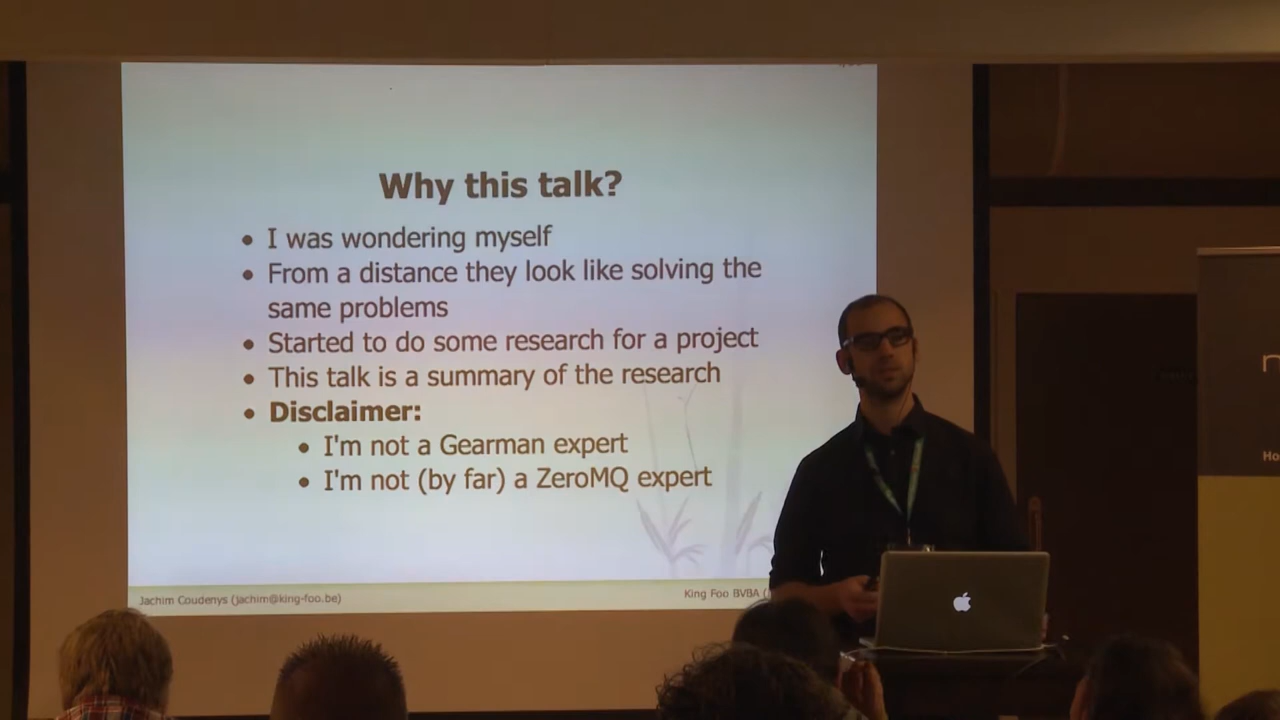 Why this talk?
• I was wondering myself
• From a distance they look like solving the
same problems
• Started to do some research for a project
• This talk is a summary of the research
• Disclaimer:
• I'm not a Gearman expert
• I'm not (by far) a ZeroMQ expert
Jachim Coudenys (jachim@king-foo.be)
King Foo BVBA (
Ho